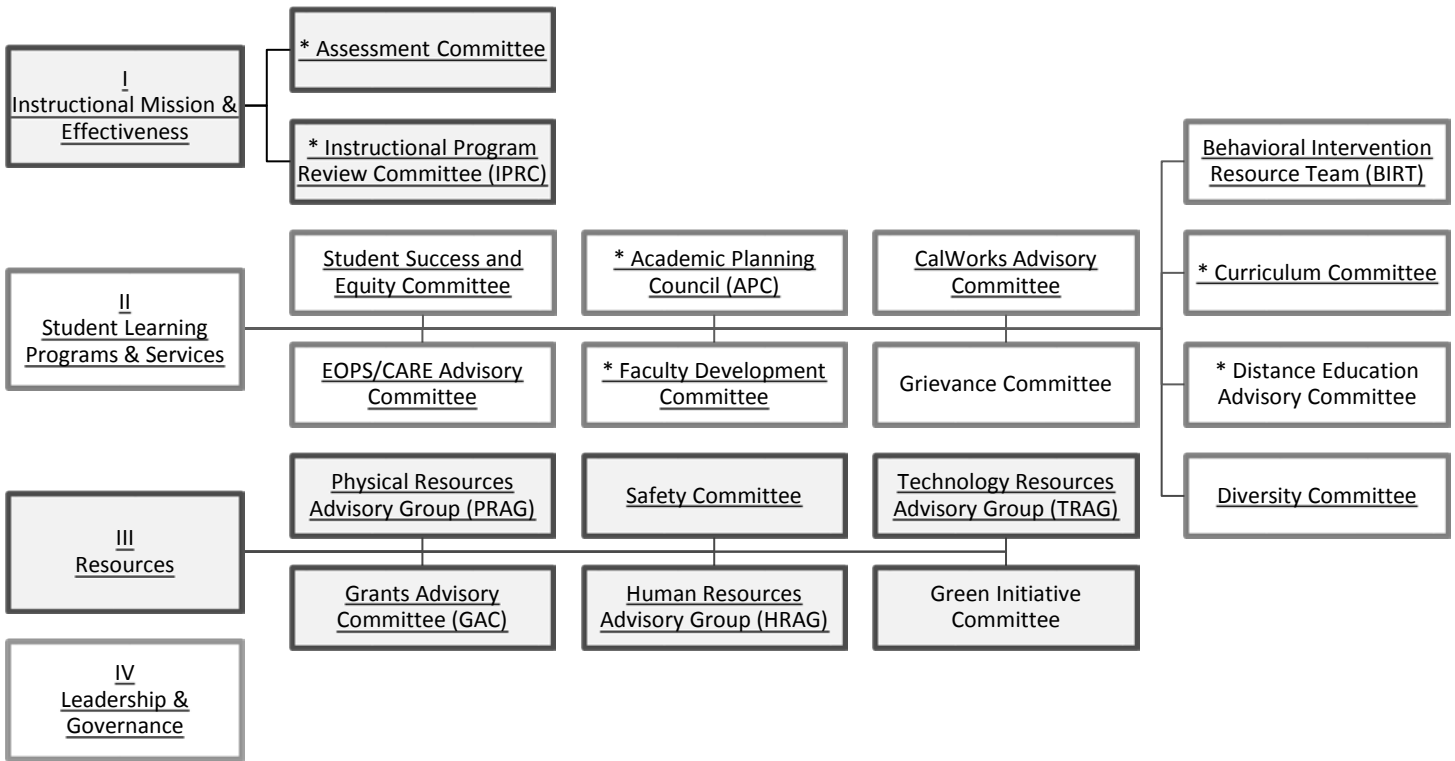 I
Instructional Mission &
Effectiveness
* Assessment Committee
* Instructional Program
Review Committee (IPRC)
II
Student Learning
Programs & Services
Student Success and
Equity Committee
* Academic Planning
Council (APC)
CalWorks Advisory
Committee
EOPS/CARE Advisory
Committee
* Faculty Development
Committee
Grievance Committee
Behavioral Intervention
Resource Team (BIRT)
* Curriculum Committee
* Distance Education
Advisory Committee
Diversity Committee
III
Resources
Physical Resources
Advisory Group (PRAG)
Safety Committee
Technology Resources
Advisory Group (TRAG)
Grants Advisory
Committee (GAC)
Human Resources
Advisory Group (HRAG)
Green Initiative
Committee
IV
Leadership &
Governance